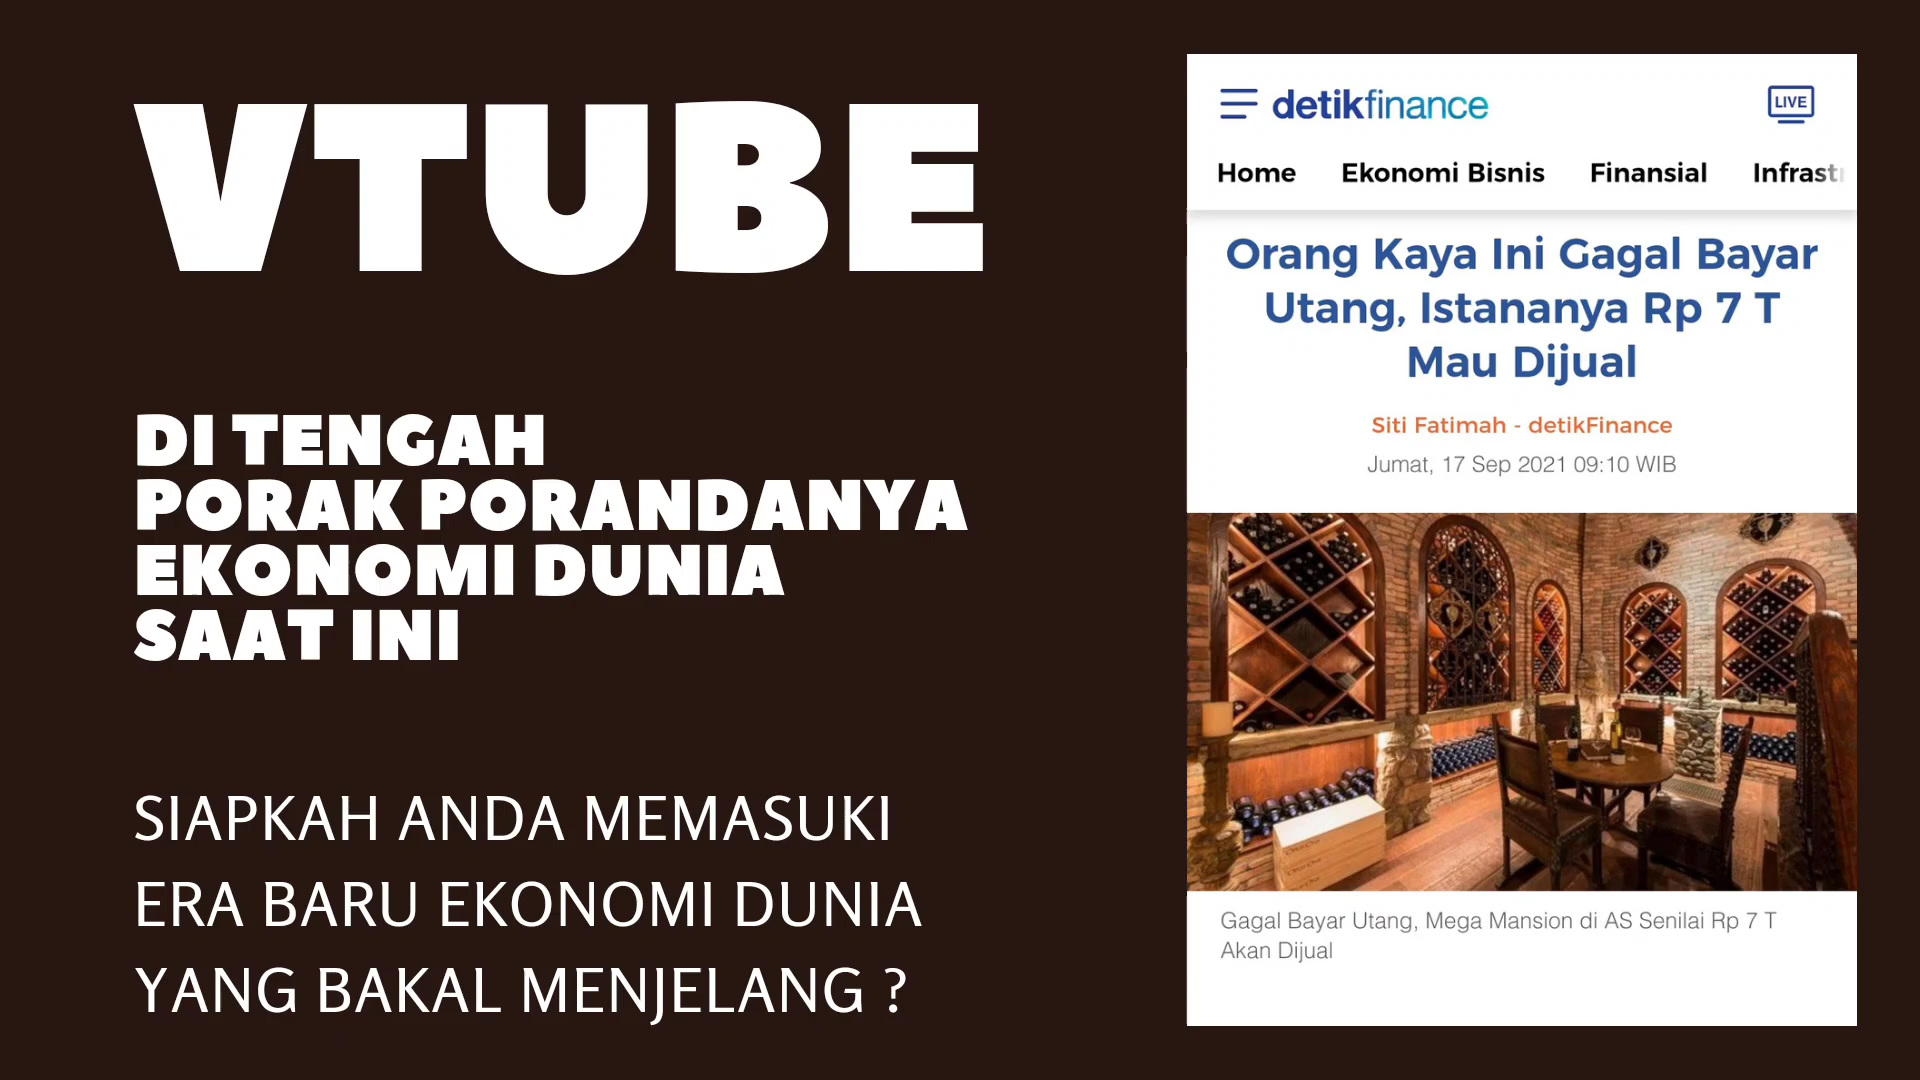 VTUBE
DI TENGAH
PORAK PORANDANYA
EKONOMI DUNIA
SAAT INI
SIAPKAH ANDA MEMASUKI
ERA BARU EKONOMI DUNIA
YANG BAKAL MENJELANG ?
detikfinance
LIVE
Home Ekonomi Bisnis Finansial Infrastr
Orang Kaya Ini Gagal Bayar
Utang, Istananya Rp 7 T
Mau Dijual
Siti Fatimah - detikFinance
Jumat, 17 Sep 2021 09:10 WIB
Gagal Bayar Utang, Mega Mansion di AS Senilai Rp 7 T
Akan Dijual